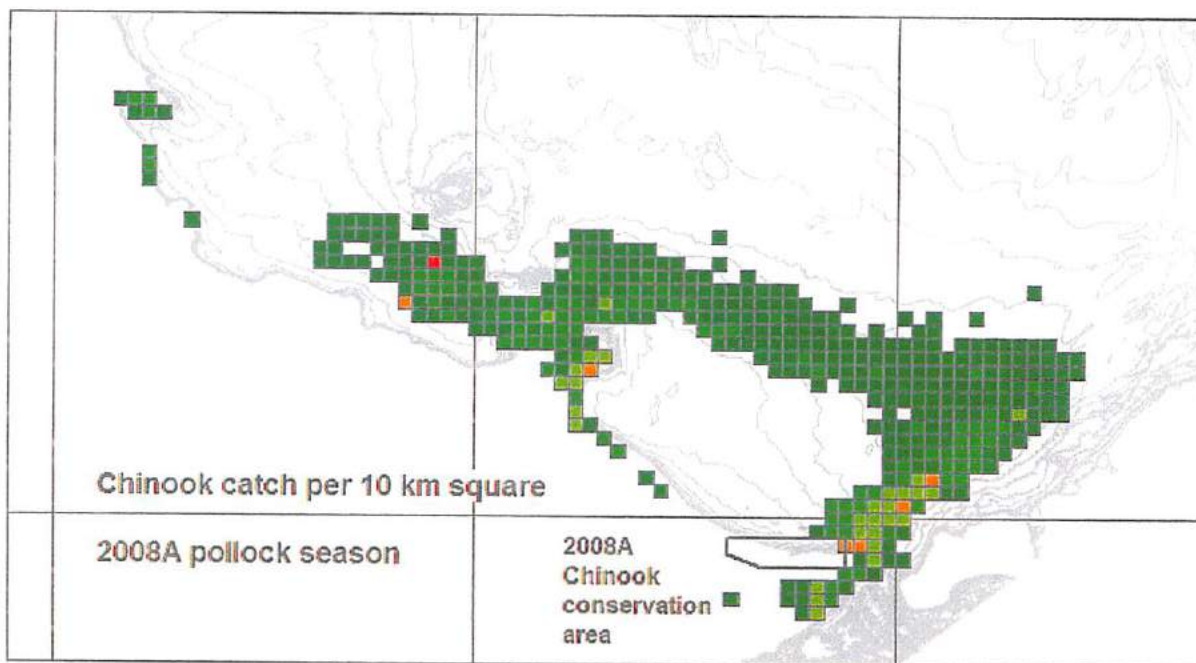 Chinook catch per 10 km square
2008A pollock season
2008A
Chinook
conservation
area